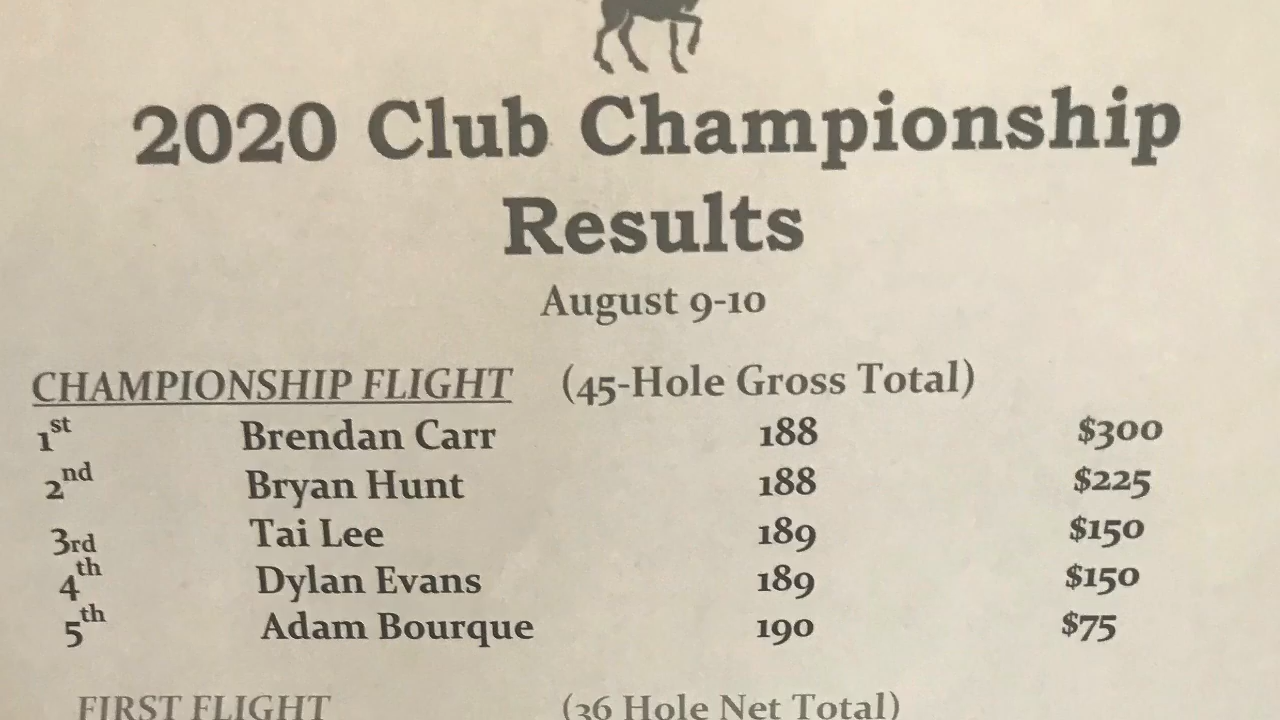 2020 Club Championship
Results
August 9-10
CHAMPIONSHIP FLIGHT (45-Hole Gross Total)
1st Brendan Carr 188 $300
2nd Bryan Hunt 188 $225
3rd Tai Lee 189 $150
4th Dylan Evans 189 $150
5th Adam Bourque 190 $75
FIRST FLIGHT (36 Hole Net Total)